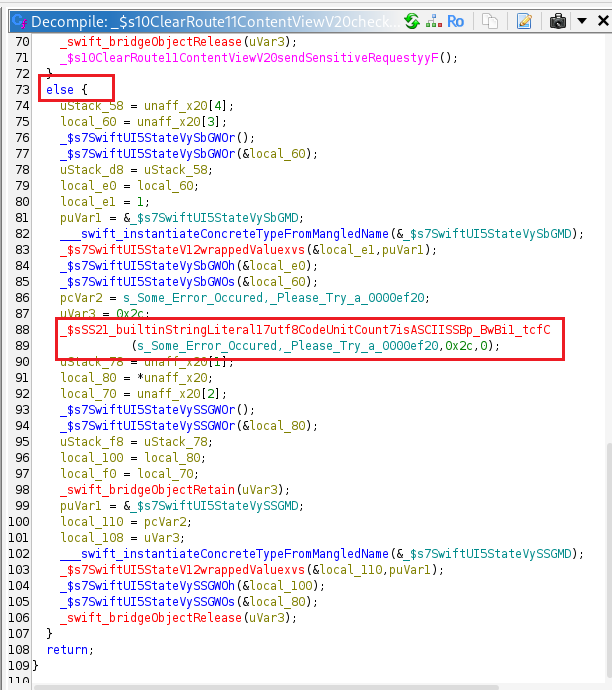 Decompile: _$s10ClearRoute11ContentViewV20check...
Ro
70 _swift_bridgeObjectRelease(uVar3);
71 _$s10ClearRoute11ContentViewV20sendSensitiveRequestyyF();
72 }
73 else {
74 uStack_58 = unaff_x20[4];
75 local_60 = unaff_x20[3];
76 _$s7SwiftUI5StateVySbGWOr();
77 _$s7SwiftUI5StateVySbGWOr(&local_60);
78 uStack_d8 = uStack_58;
79 local_e0 = local_60;
80 local_e1 = 1;
81 puVar1 = &_$s7SwiftUI5StateVySbGMD;
82 ___swift_instantiateConcreteTypeFromMangledName(&_$s7SwiftUI5StateVySbGMD);
83 _$s7SwiftUI5StateV12wrappedValuexvs(&local_e1,puVar1);
84 _$s7SwiftUI5StateVySbGWOh(&local_e0);
85 _$s7SwiftUI5StateVySbGWOs(&local_60);
86 pcVar2 = s_Some_Error_Occured,_Please_Try_a_0000ef20;
87 uVar3 = 0x2c;
88 _$sSS21_builtinStringLiteral17utf8CodeUnitCount7isASCIISSBp_BwBi1_tcfC
89 (s_Some_Error_Occured,_Please_Try_a_0000ef20,0x2c,0);
90 uStack_78 = unaff_x20[1];
91 local_80 = *unaff_x20;
92 local_70 = unaff_x20[2];
93 _$s7SwiftUI5StateVySSGWOr();
94 _$s7SwiftUI5StateVySSGWOr(&local_80);
95 uStack_f8 = uStack_78;
96 local_100 = local_80;
97 local_f0 = local_70;
98 _swift_bridgeObjectRetain(uVar3);
99 puVar1 = &_$s7SwiftUI5StateVySSGMD;
100 local_110 = pcVar2;
101 local_108 = uVar3;
102 ___swift_instantiateConcreteTypeFromMangledName(&_$s7SwiftUI5StateVySSGMD);
103 _$s7SwiftUI5StateV12wrappedValuexvs(&local_110,puVar1);
104 _$s7SwiftUI5StateVySSGWOh(&local_100);
105 _$s7SwiftUI5StateVySSGWOs(&local_80);
106 _swift_bridgeObjectRelease(uVar3);
107 }
108 return;
109 }
110